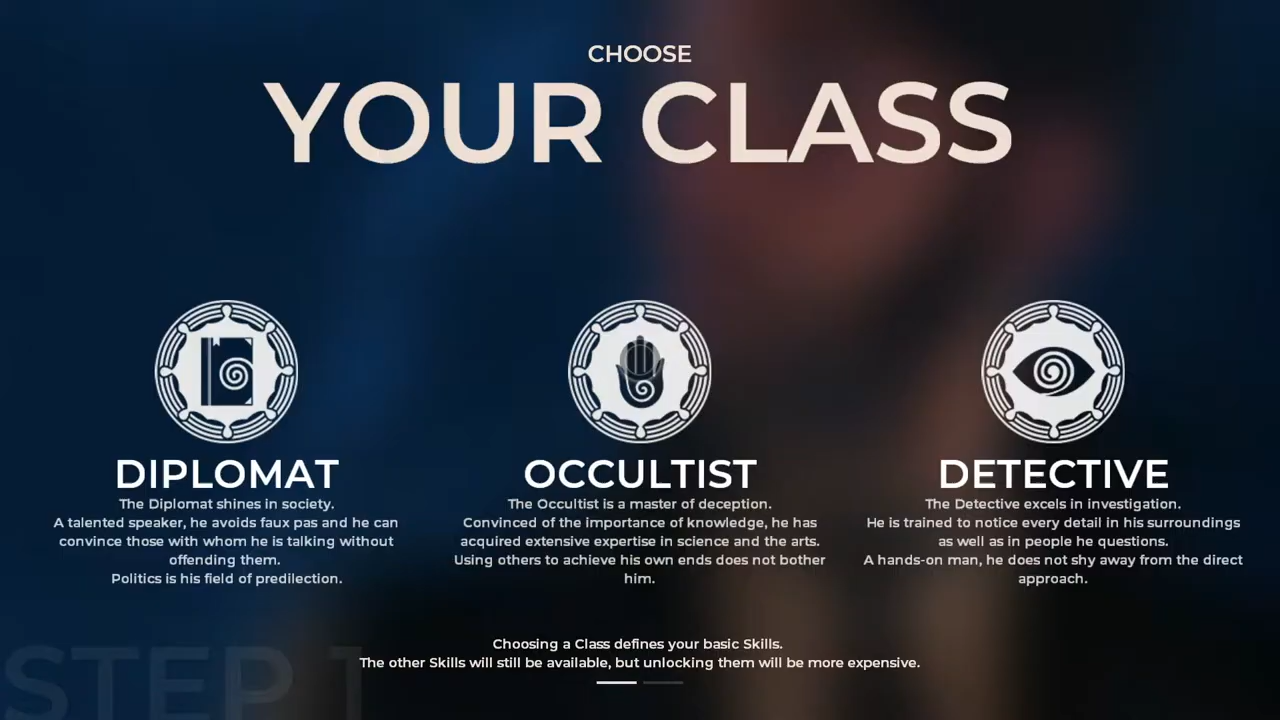 CHOOSE
YOUR CLASS
DIPLOMAT
The Diplomat shines in society.
A talented speaker, he avoids faux pas and he can
convince those with whom he is talking without
offending them.
Politics is his field of predilection.
OCCULTIST
The Occultist is a master of deception.
Convinced of the importance of knowledge, he has
acquired extensive expertise in science and the arts.
Using others to achieve his own ends does not bother
him.
DETECTIVE
The Detective excels in investigation.
He is trained to notice every detail in his surroundings
as well as in people he questions.
A hands-on man, he does not shy away from the direct
approach.
Choosing a Class defines your basic Skills.
The other Skills will still be available, but unlocking them will be more expensive.
STEP 1